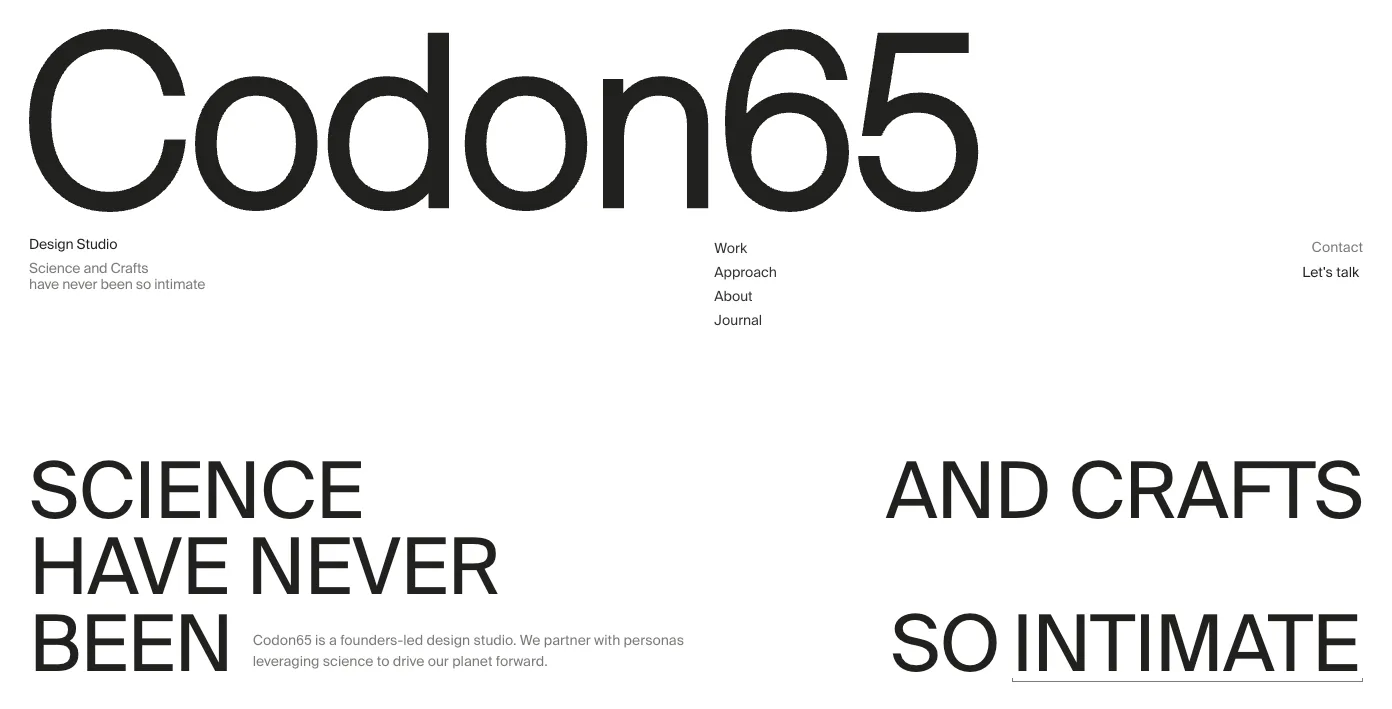 Codon65
Design Studio
Science and Crafts
have never been so intimate
Work
Approach
About
Journal
Contact
Let's talk
SCIENCE AND CRAFTS
HAVE NEVER
BEEN
Codon65 is a founders-led design studio. We partner with personas
leveraging science to drive our planet forward.
SO INTIMATE